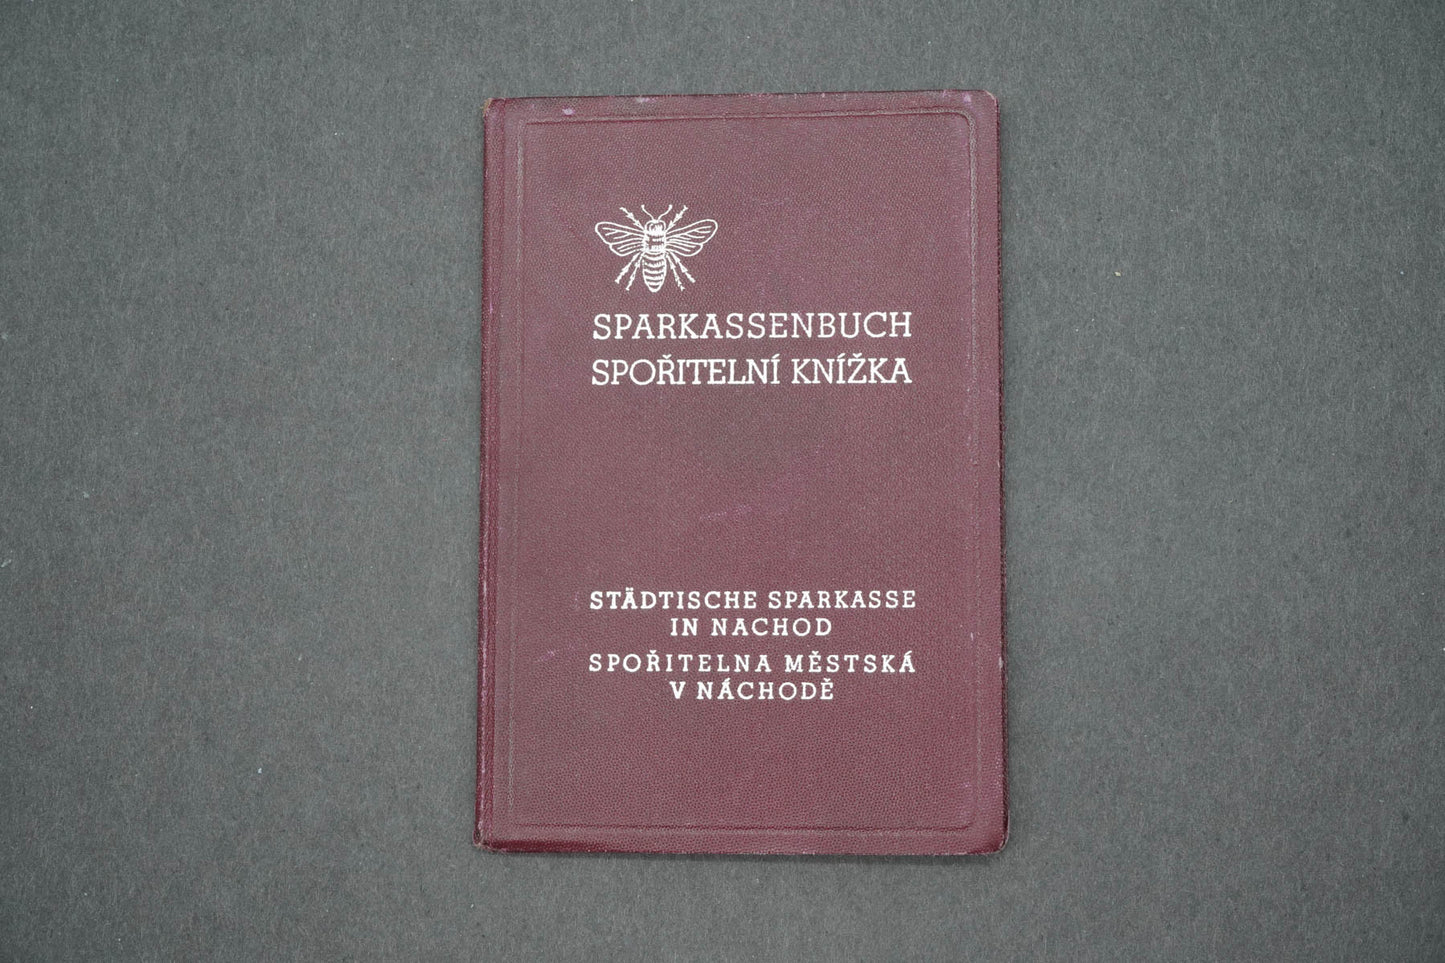 SPARKASSENBUCH
SPOŘITELNÍ KNÍŽKA
STÄDTISCHE SPARKASSE
IN NACHOD
SPOŘITELNA MĚSTSKÁ
V NÁCHODĚ